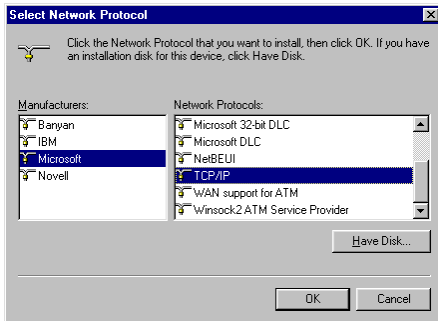 Select Network Protocol
Click the Network Protocol that you want to install, then click OK. If you have
an installation disk for this device, click Have Disk.
Manufacturers:
Banyan
IBM
Microsoft
Novell
Network Protocols:
Microsoft 32-bit DLC
Microsoft DLC
NetBEUI
TCP/IP
WAN support for ATM
Winsock2 ATM Service Provider
Have Disk...
OK
Cancel